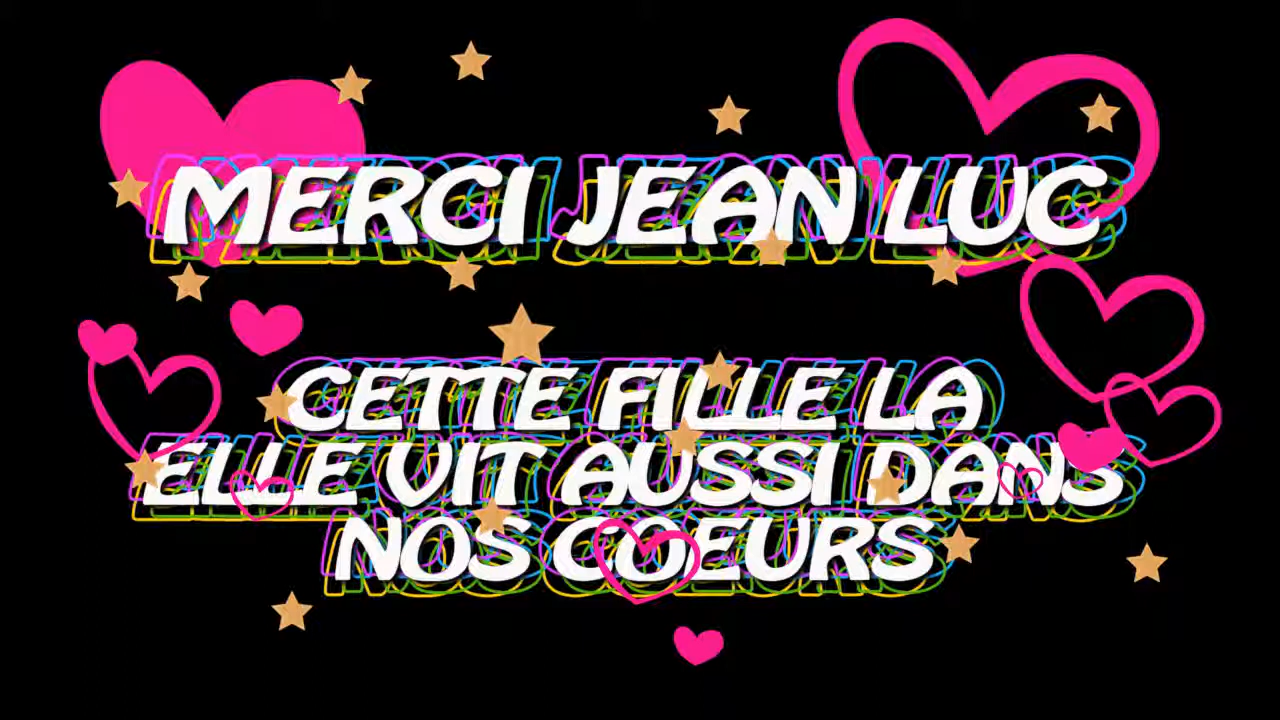 MERCI JEAN LUC
CETTE FILLE LA
ELLE VIT AUSSI DANS
NOS COEURS